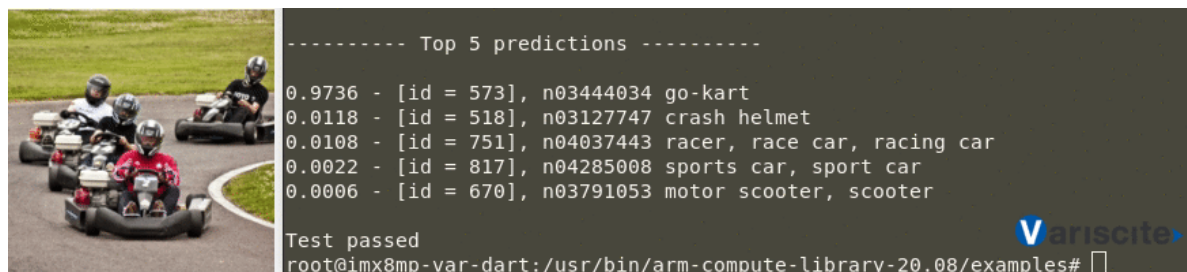 ---------- Top 5 predictions ----------
0.9736 - [id = 573], n03444034 go-kart
0.0118 - [id = 518], n03127747 crash helmet
0.0108 - [id = 751], n04037443 racer, race car, racing car
0.0022 - [id = 817], n04285008 sports car, sport car
0.0006 - [id = 670], n03791053 motor scooter, scooter
Test passed
Variscite
root@imx8mp-var-dart:/usr/bin/arm-compute-library-20.08/examples#